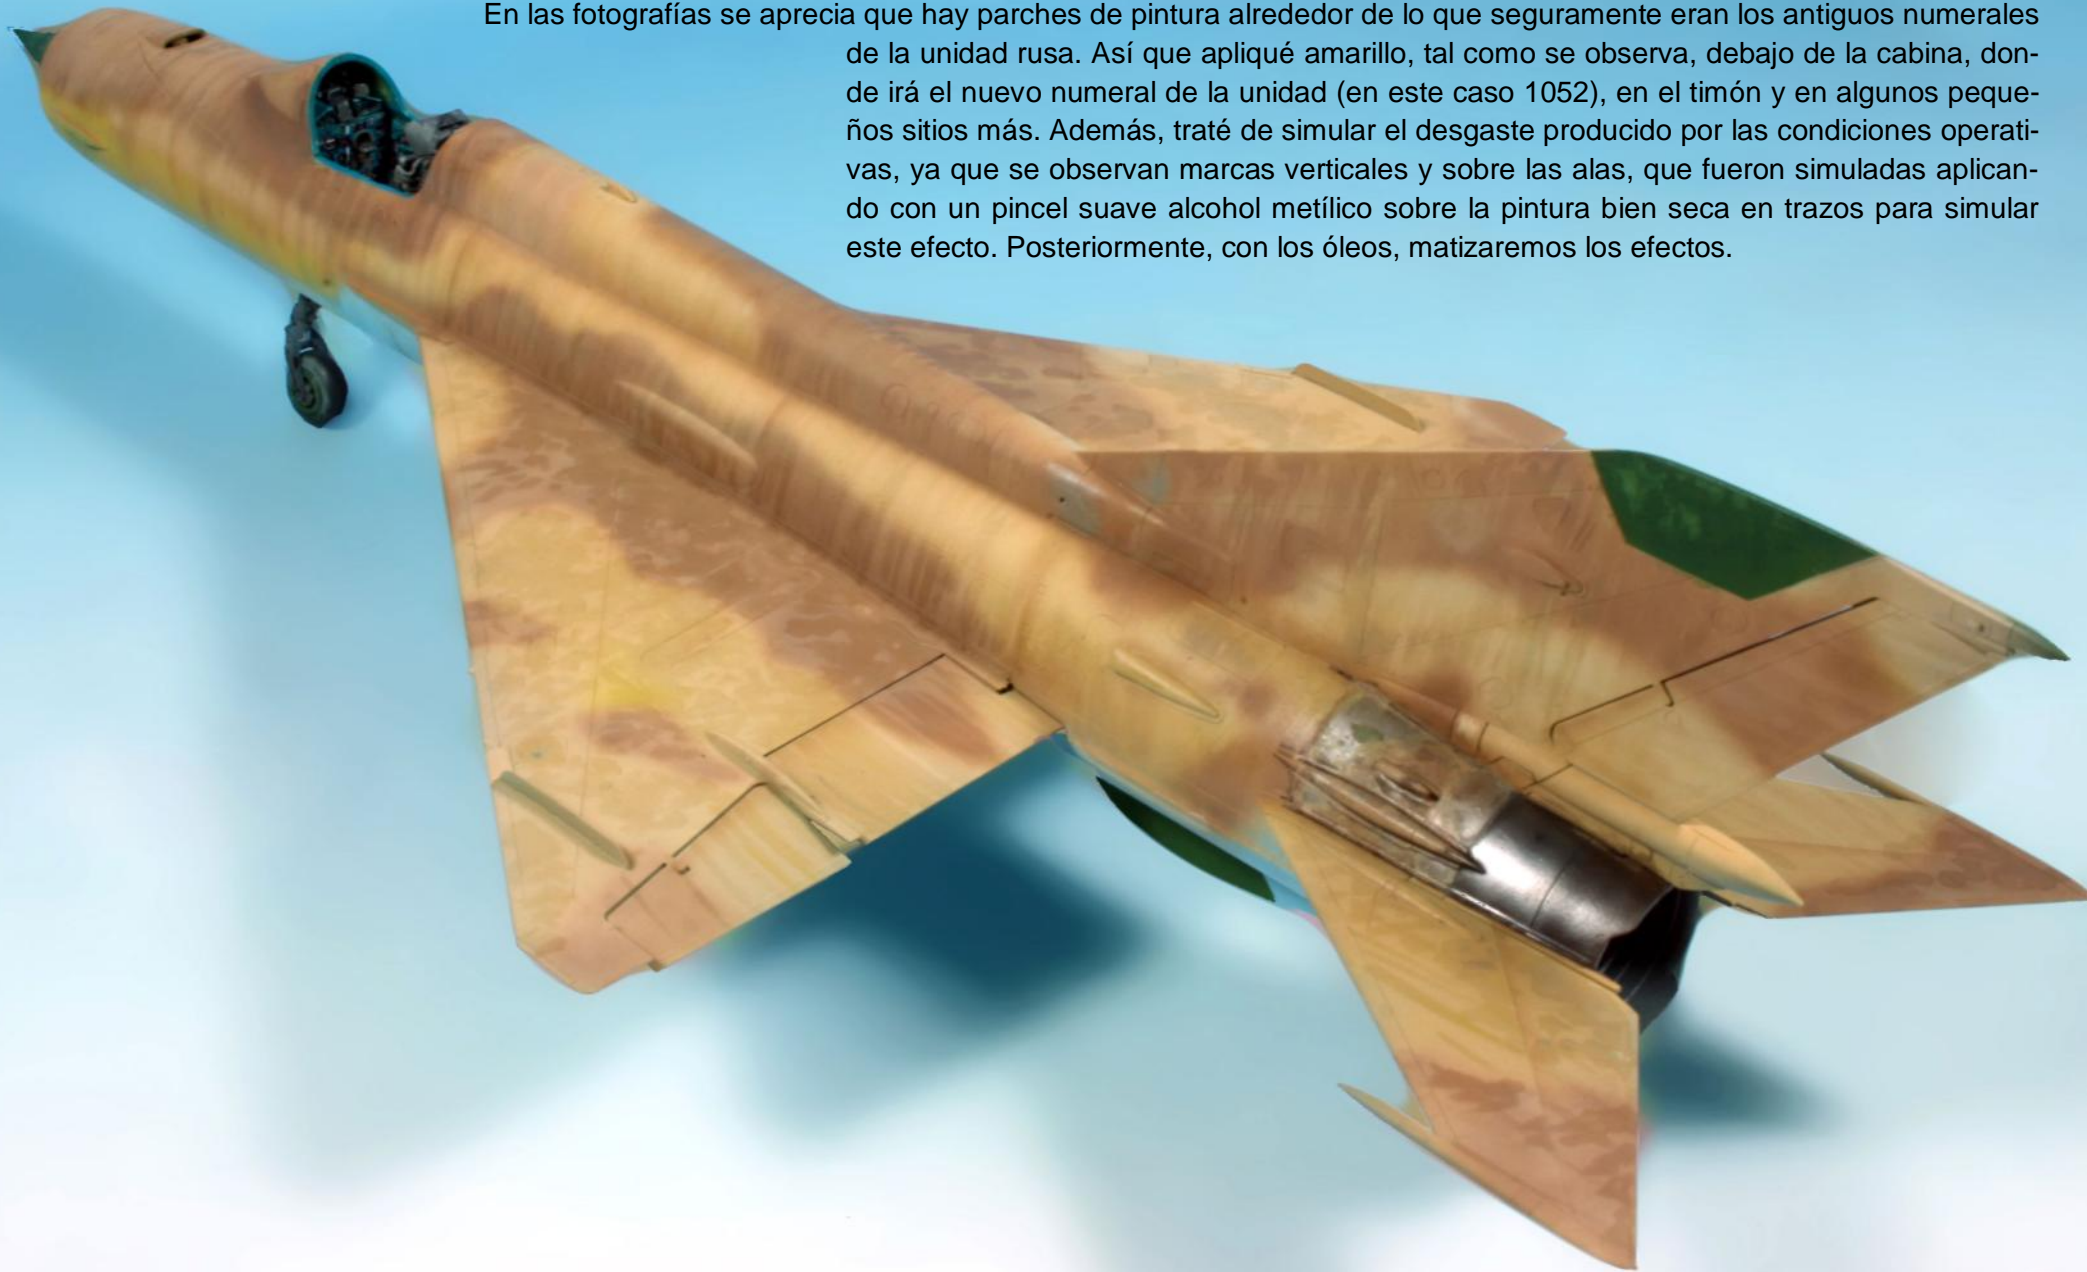 En las fotografías se aprecia que hay parches de pintura alrededor de lo que seguramente eran los antiguos numerales
de la unidad rusa. Así que apliqué amarillo, tal como se observa, debajo de la cabina, don-
de irá el nuevo numeral de la unidad (en este caso 1052), en el timón y en algunos peque-
ños sitios más. Además, traté de simular el desgaste producido por las condiciones operati-
vas, ya que se observan marcas verticales y sobre las alas, que fueron simuladas aplican-
do con un pincel suave alcohol metílico sobre la pintura bien seca en trazos para simular
este efecto. Posteriormente, con los óleos, matizaremos los efectos.